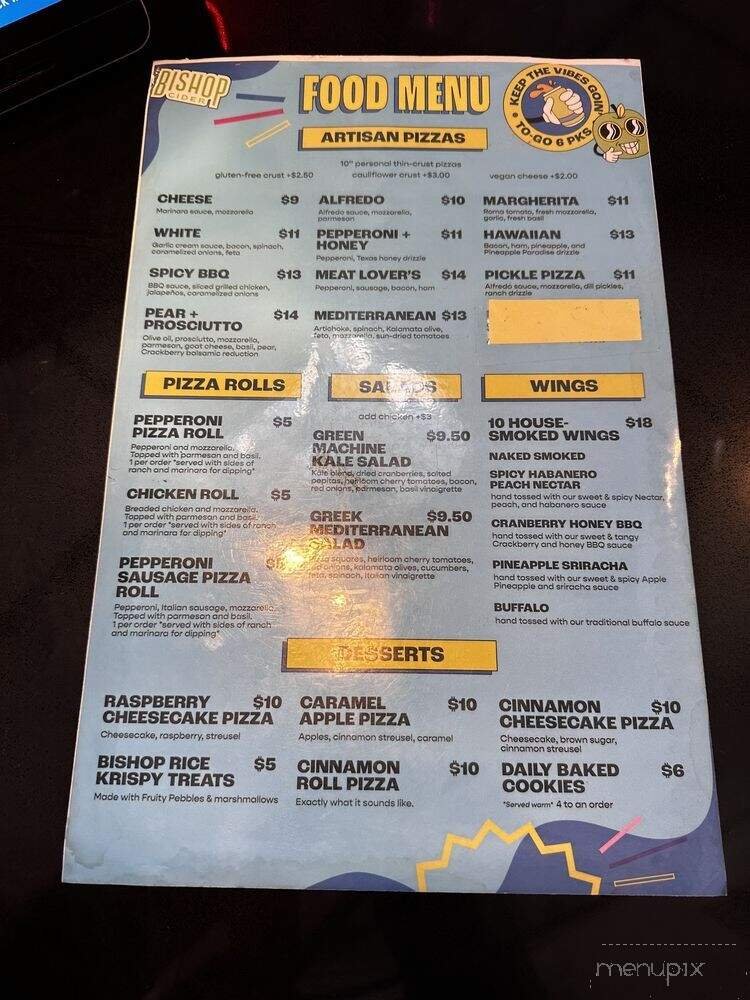 BISHOP
CIDER
FOOD MENU
KEEP THE VIBES GOIN'
TO-GO 6 PKS
ARTISAN PIZZAS
10" personal thin-crust pizzas
gluten-free crust +$2.50 cauliflower crust +$3.00 vegan cheese +$2.00
CHEESE $9
Marinara sauce, mozzarella
WHITE $11
Garlic cream sauce, bacon, spinach,
caramelized onions, feta
SPICY BBQ $13
BBQ sauce, sliced grilled chicken,
jalapeños, caramelized onions
PEAR + $14
PROSCIUTTO
Olive oil, prosciutto, mozzarella,
parmesan, goat cheese, basil, pear,
Crackberry balsamic reduction
ALFREDO $10
Alfredo sauce, mozzarella,
parmesan
PEPPERONI + $11
HONEY
Pepperoni, Texas honey drizzle
MEAT LOVER'S $14
Pepperoni, sausage, bacon, ham
MEDITERRANEAN $13
Artichoke, spinach, Kalamata olive,
feta, mozzarella, sun-dried tomatoes
MARGHERITA $11
Roma tomato, fresh mozzarella,
garlic, fresh basil
HAWAIIAN $13
Bacon, ham, pineapple, and
Pineapple Paradise drizzle
PICKLE PIZZA $11
Alfredo sauce, mozzarella, dill pickles,
ranch drizzle
PIZZA ROLLS
PEPPERONI $5
PIZZA ROLL
Pepperoni and mozzarella.
Topped with parmesan and basil.
1 per order *served with sides of
ranch and marinara for dipping*
CHICKEN ROLL $5
Breaded chicken and mozzarella.
Topped with parmesan and basil.
1 per order *served with sides of ranch
and marinara for dipping*
PEPPERONI
SAUSAGE PIZZA
ROLL
Pepperoni, Italian sausage, mozzarella.
Topped with parmesan and basil.
1 per order *served with sides of ranch
and marinara for dipping*
SALADS
add chicken +$3
GREEN $9.50
MACHINE
KALE SALAD
Kale blend, dried cranberries, salted
pepitas, heirloom cherry tomatoes, bacon,
red onions, parmesan, basil vinaigrette
GREEK $9.50
MEDITERRANEAN
SALAD
squares, heirloom cherry tomatoes,
red onions, kalamata olives, cucumbers,
feta, spinach, Italian vinaigrette
WINGS
10 HOUSE- $18
SMOKED WINGS
NAKED SMOKED
SPICY HABANERO
PEACH NECTAR
hand tossed with our sweet & spicy Nectar,
peach, and habanero sauce
CRANBERRY HONEY BBQ
hand tossed with our sweet & tangy
Crackberry and honey BBQ sauce
PINEAPPLE SRIRACHA
hand tossed with our sweet & spicy Apple
Pineapple and sriracha sauce
BUFFALO
hand tossed with our traditional buffalo sauce
DESSERTS
RASPBERRY $10
CHEESECAKE PIZZA
Cheesecake, raspberry, streusel
BISHOP RICE $5
KRISPY TREATS
Made with Fruity Pebbles & marshmallows
CARAMEL $10
APPLE PIZZA
Apples, cinnamon streusel, caramel
CINNAMON $10
ROLL PIZZA
Exactly what it sounds like.
CINNAMON $10
CHEESECAKE PIZZA
Cheesecake, brown sugar,
cinnamon streusel
DAILY BAKED $6
COOKIES
*Served warm* 4 to an order
menupix